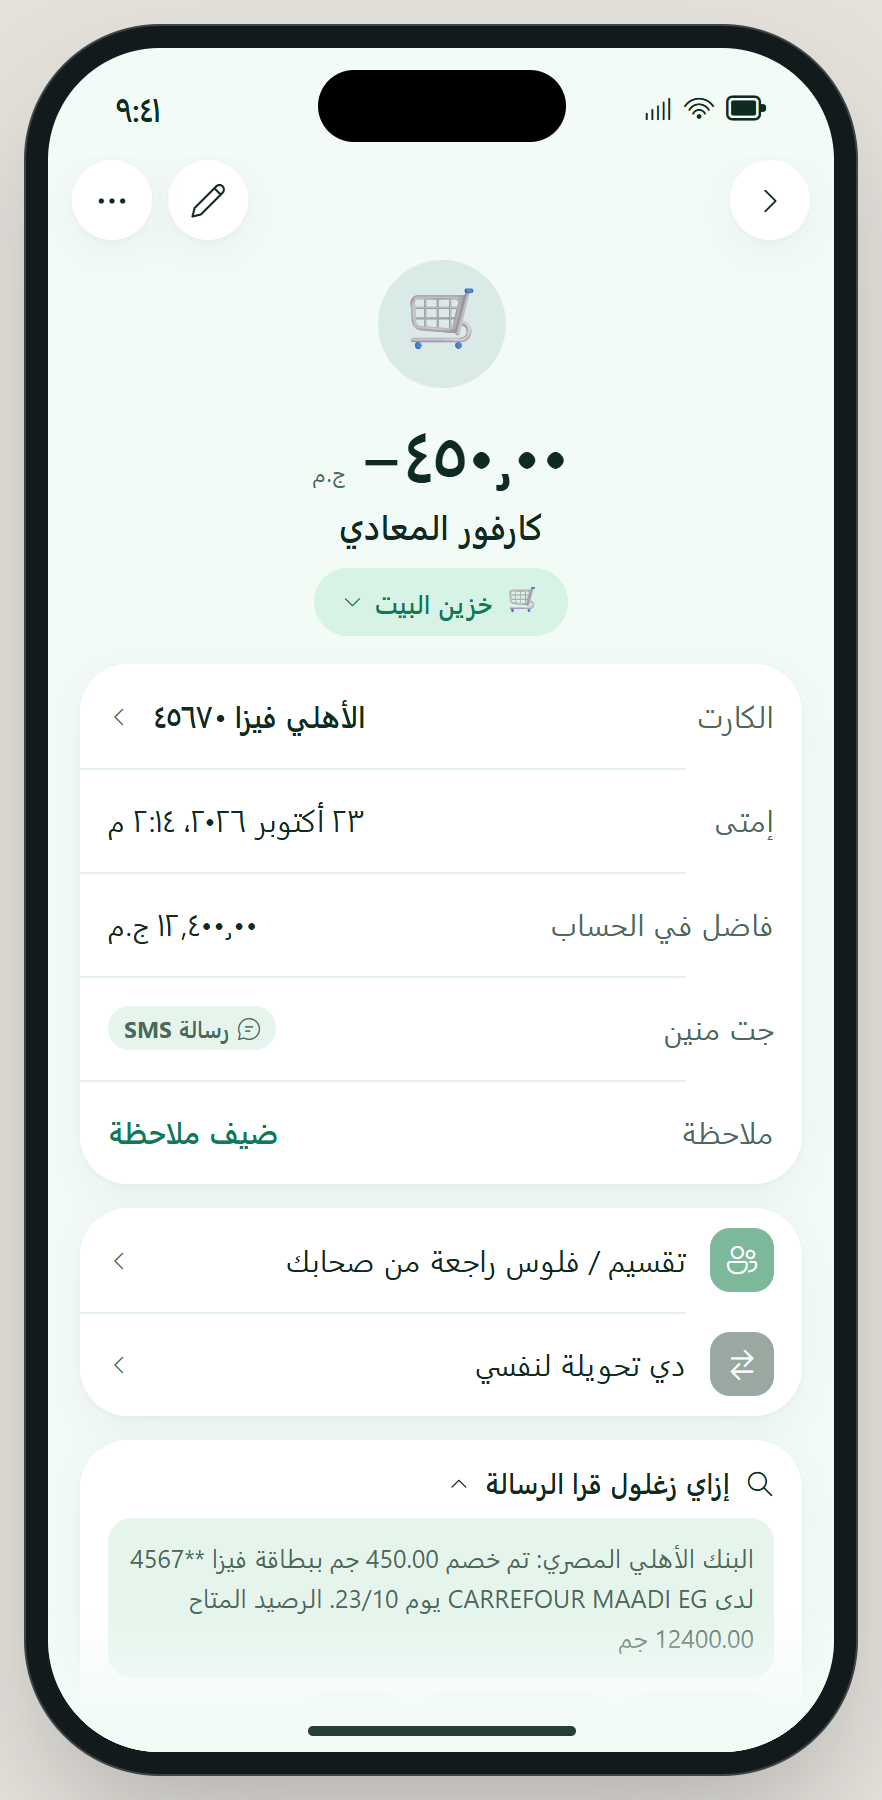 ٩:٤١
−٤٥٠٫٠٠ ج.م
كارفور المعادي
خزين البيت
الكارت
الأهلي فيزا •٤٥٦٧
إمتى
٢٣ أكتوبر ٢٠٢٦، ٢:١٤ م
فاضل في الحساب
١٢,٤٠٠٫٠٠ ج.م
جت منين
رسالة SMS
ملاحظة
ضيف ملاحظة
تقسيم / فلوس راجعة من صحابك
دي تحويلة لنفسي
إزاي زغلول قرا الرسالة
البنك الأهلي المصري: تم خصم 450.00 جم ببطاقة فيزا **4567
لدى CARREFOUR MAADI EG يوم 23/10. الرصيد المتاح
12400.00 جم